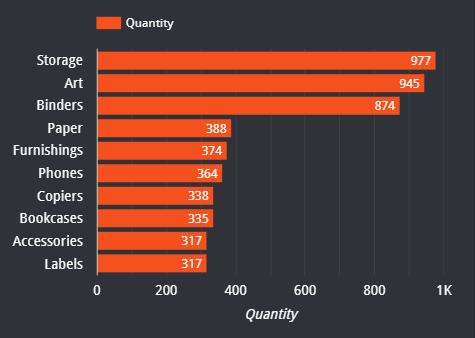 Quantity
Storage 977
Art 945
Binders 874
Paper 388
Furnishings 374
Phones 364
Copiers 338
Bookcases 335
Accessories 317
Labels 317
0 200 400 600 800 1K
Quantity